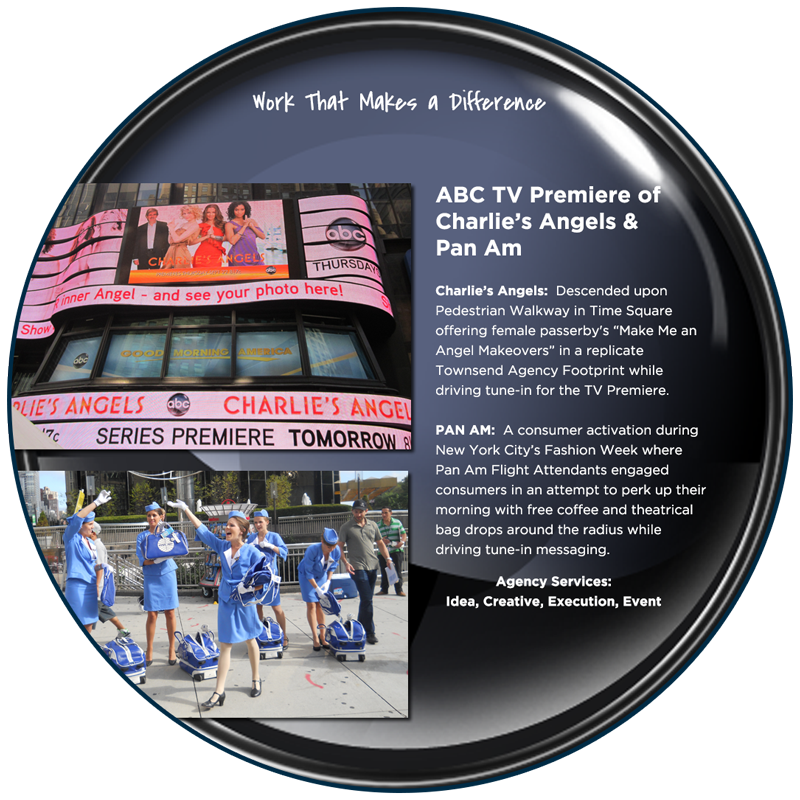 Work That Makes a Difference
CHARLIE'S ANGELS
abc
THURSDAY
r inner Angel - and see your photo here!
Show
abc
GOOD MORNING AMERICA
RLIE'S ANGELS abc CHARLIE'S ANGEL
/7c SERIES PREMIERE TOMORROW 8
ABC TV Premiere of
Charlie's Angels &
Pan Am
Charlie's Angels: Descended upon
Pedestrian Walkway in Time Square
offering female passerby's “Make Me an
Angel Makeovers” in a replicate
Townsend Agency Footprint while
driving tune-in for the TV Premiere.
PAN AM: A consumer activation during
New York City's Fashion Week where
Pan Am Flight Attendants engaged
consumers in an attempt to perk up their
morning with free coffee and theatrical
bag drops around the radius while
driving tune-in messaging.
Agency Services:
Idea, Creative, Execution, Event